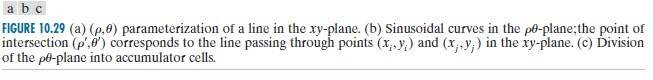 a b c
FIGURE 10.29 (a) (ρ,θ) parameterization of a line in the xy-plane. (b) Sinusoidal curves in the ρθ-plane;the point of
intersection (ρ′,θ′) corresponds to the line passing through points (xᵢ,yᵢ) and (xⱼ,yⱼ) in the xy-plane. (c) Division
of the ρθ-plane into accumulator cells.